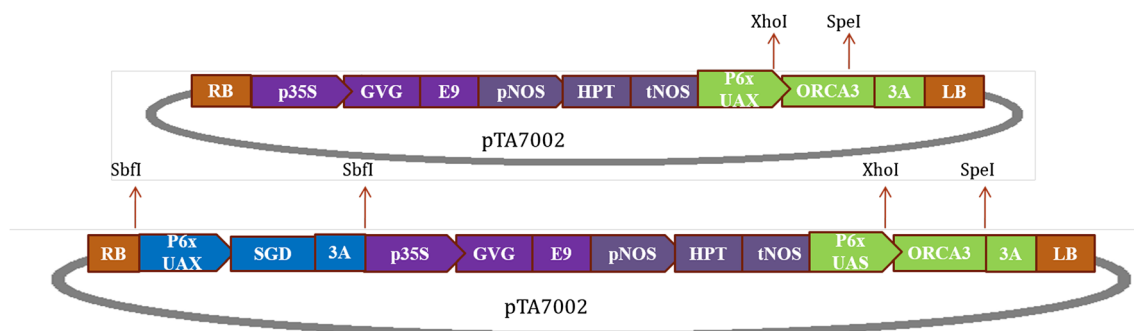 XhoI SpeI
RB p35S GVG E9 pNOS HPT tNOS P6x UAX ORCA3 3A LB
pTA7002
SbfI SbfI XhoI SpeI
RB P6x UAX SGD 3A p35S GVG E9 pNOS HPT tNOS P6x UAS ORCA3 3A LB
pTA7002